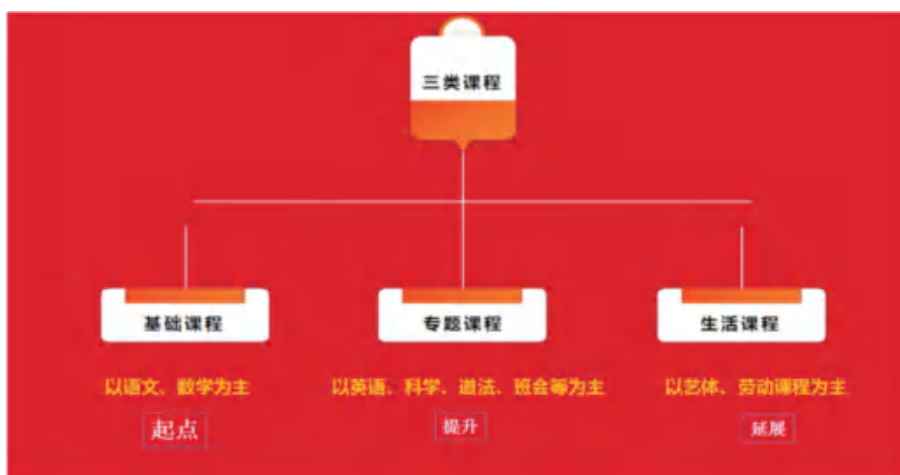 三类课程
基础课程
专题课程
生活课程
以语文、数学为主
以英语、科学、道法、班会等为主
以艺体、劳动课程为主
起点
提升
延展